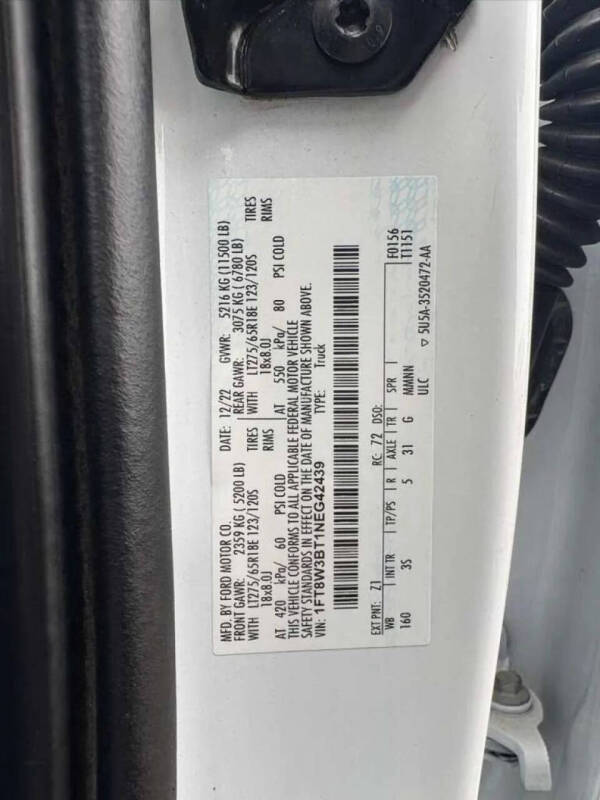 MFD. BY FORD MOTOR CO.
DATE: 12/22 GVWR: 5216 KG (11500 LB)
FRONT GAWR: 2359 KG (5200 LB) REAR GAWR: 3075 KG (6780 LB)
WITH LT275/65R18E 123/120S TIRES WITH LT275/65R18E 123/120S TIRES
18x8.0J RIMS 18x8.0J RIMS
AT 420 kPa/ 60 PSI COLD AT 550 kPa/ 80 PSI COLD
THIS VEHICLE CONFORMS TO ALL APPLICABLE FEDERAL MOTOR VEHICLE
SAFETY STANDARDS IN EFFECT ON THE DATE OF MANUFACTURE SHOWN ABOVE.
1FT8W3BT1NEG42439 TYPE: Truck
F0156
T1151
EXT PNT: Z1 RC: 72 DSO:
WB INT TR TP/PS R AXLE TR SPR
160 3S 5 31 G MMNN
ULC
▽ 5U5A-3520472-AA